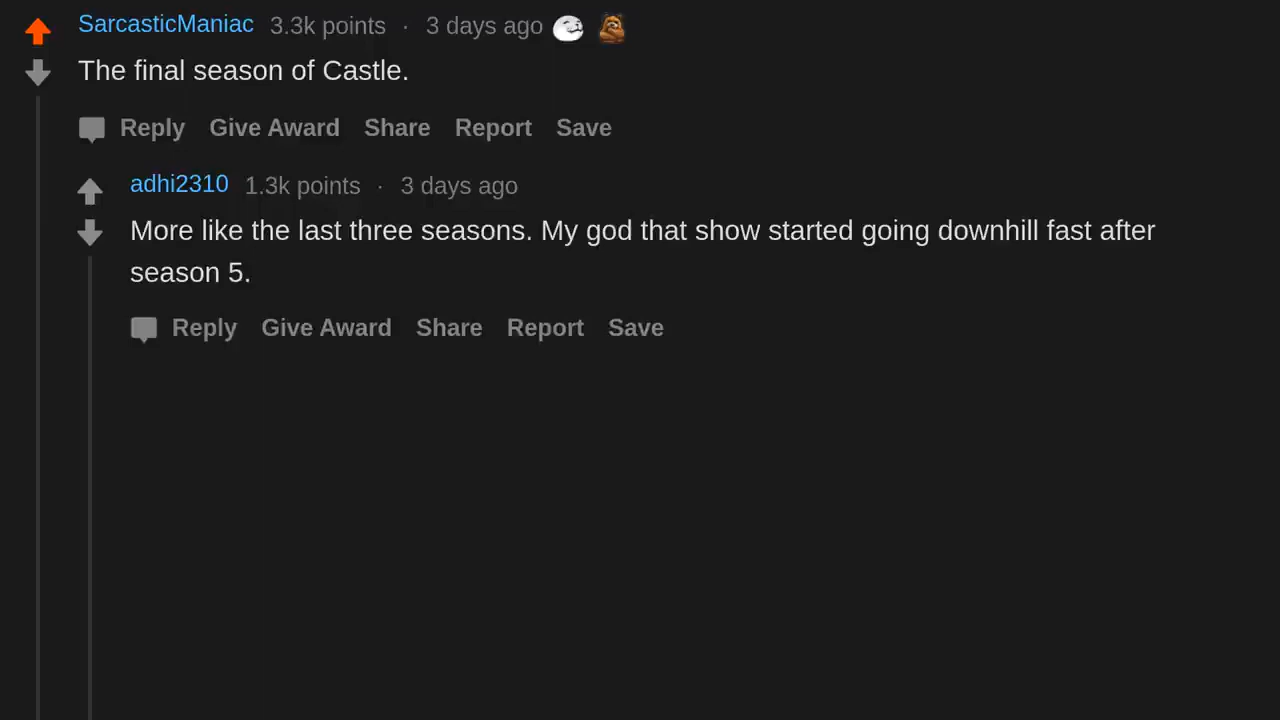 SarcasticManiac 3.3k points · 3 days ago
The final season of Castle.
Reply Give Award Share Report Save
adhi2310 1.3k points · 3 days ago
More like the last three seasons. My god that show started going downhill fast after
season 5.
Reply Give Award Share Report Save